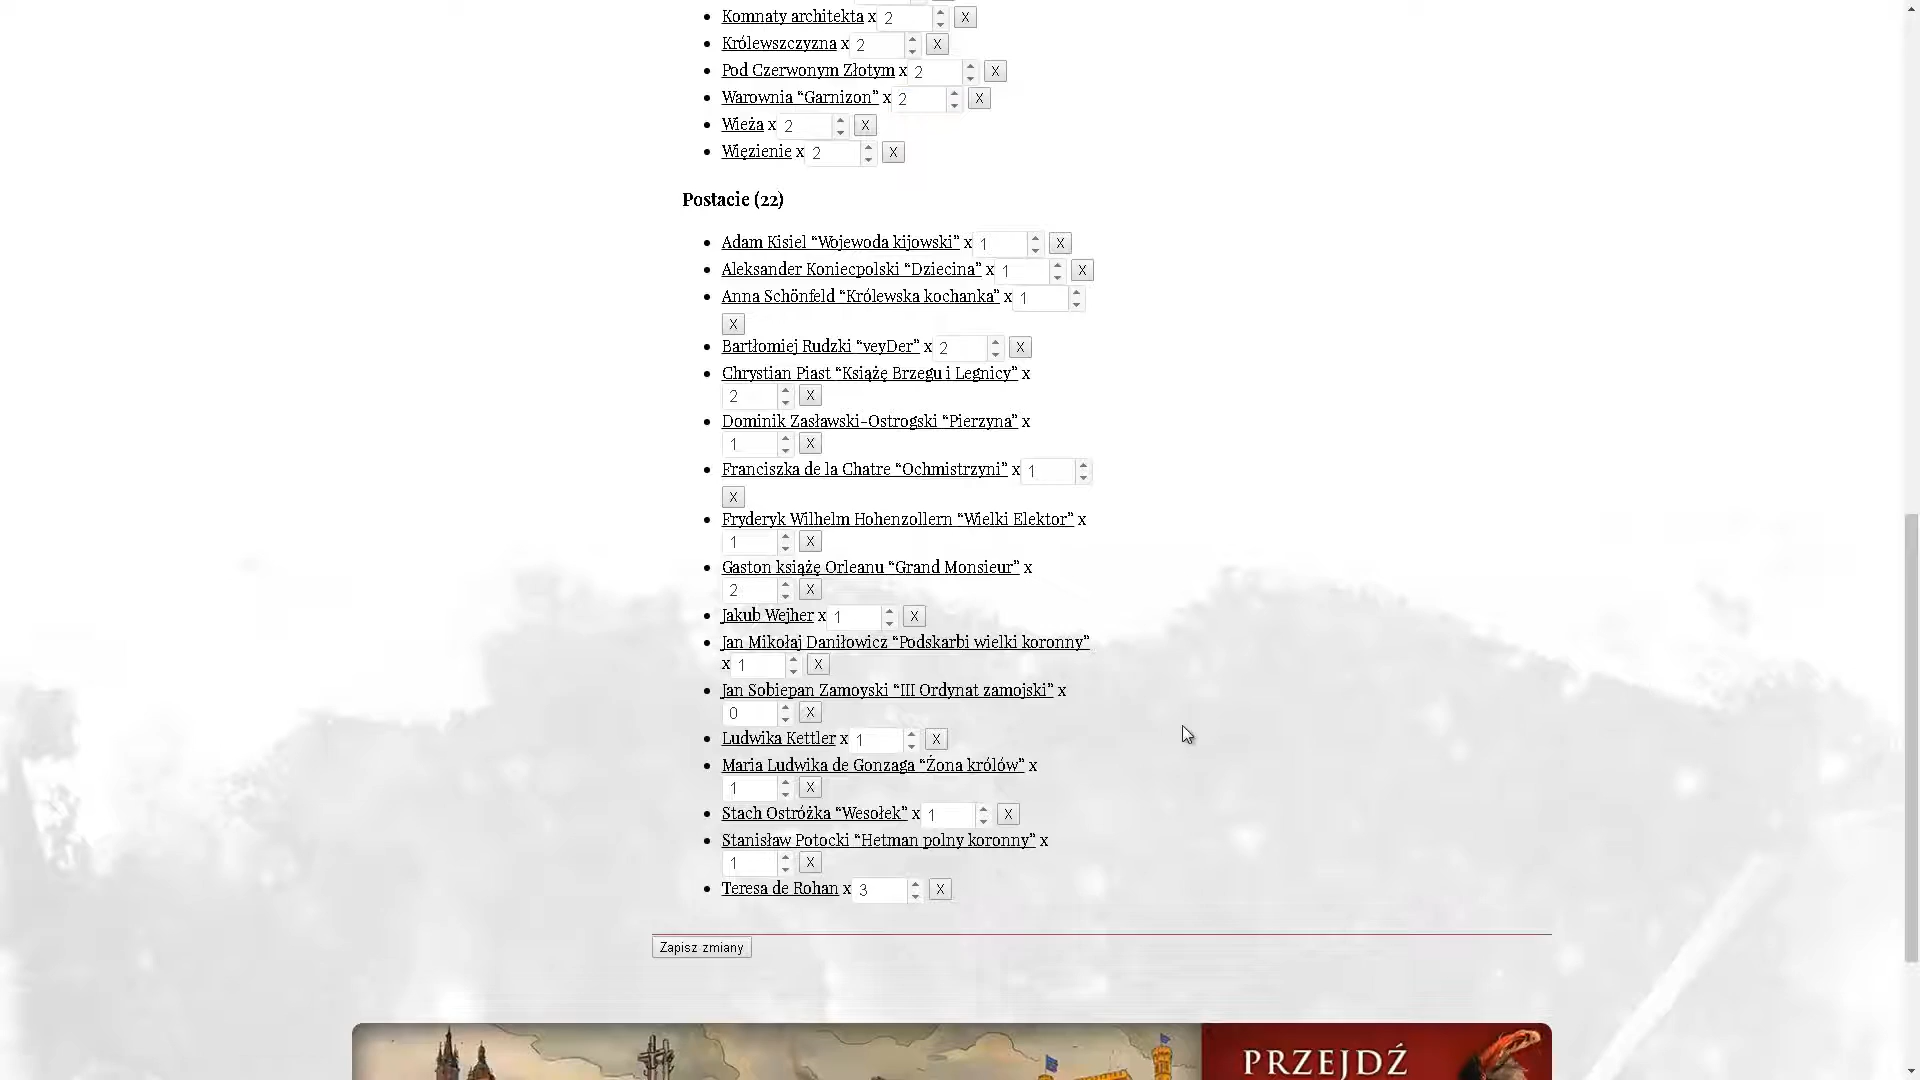 Komnaty architekta x 2 X
Królewszczyzna x 2 X
Pod Czerwonym Złotym x 2 X
Warownia “Garnizon” x 2 X
Wieża x 2 X
Więzienie x 2 X
Postacie (22)
Adam Kisiel “Wojewoda kijowski” x 1 X
Aleksander Koniecpolski “Dziecina” x 1 X
Anna Schönfeld “Królewska kochanka” x 1
X
Bartłomiej Rudzki “veyDer” x 2 X
Chrystian Piast “Książę Brzegu i Legnicy” x
2 X
Dominik Zasławski-Ostrogski “Pierzyna” x
1 X
Franciszka de la Chatre “Ochmistrzyni” x 1
X
Fryderyk Wilhelm Hohenzollern “Wielki Elektor” x
1 X
Gaston książę Orleanu “Grand Monsieur” x
2 X
Jakub Wejher x 1 X
Jan Mikołaj Daniłowicz “Podskarbi wielki koronny”
x 1 X
Jan Sobiepan Zamoyski “III Ordynat zamojski” x
0 X
Ludwika Kettler x 1 X
Maria Ludwika de Gonzaga “Żona królów” x
1 X
Stach Ostróżka “Wesołek” x 1 X
Stanisław Potocki “Hetman polny koronny” x
1 X
Teresa de Rohan x 3 X
Zapisz zmiany
PRZEJDŹ